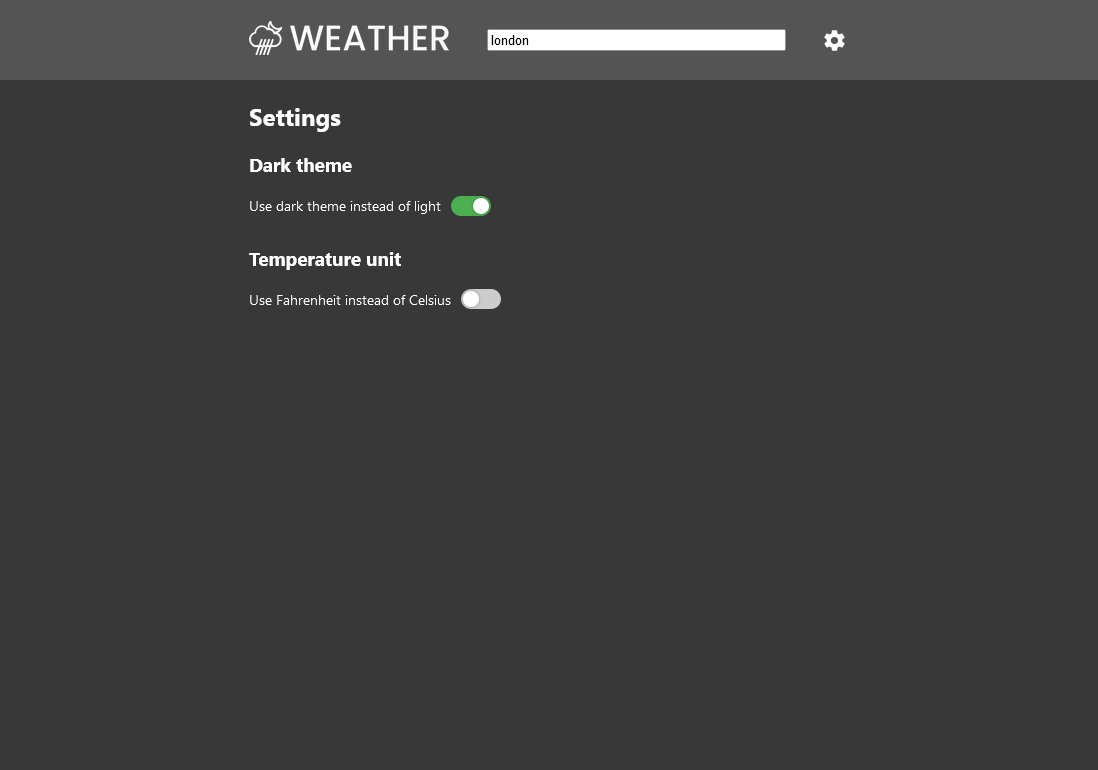 WEATHER
london
Settings
Dark theme
Use dark theme instead of light
Temperature unit
Use Fahrenheit instead of Celsius